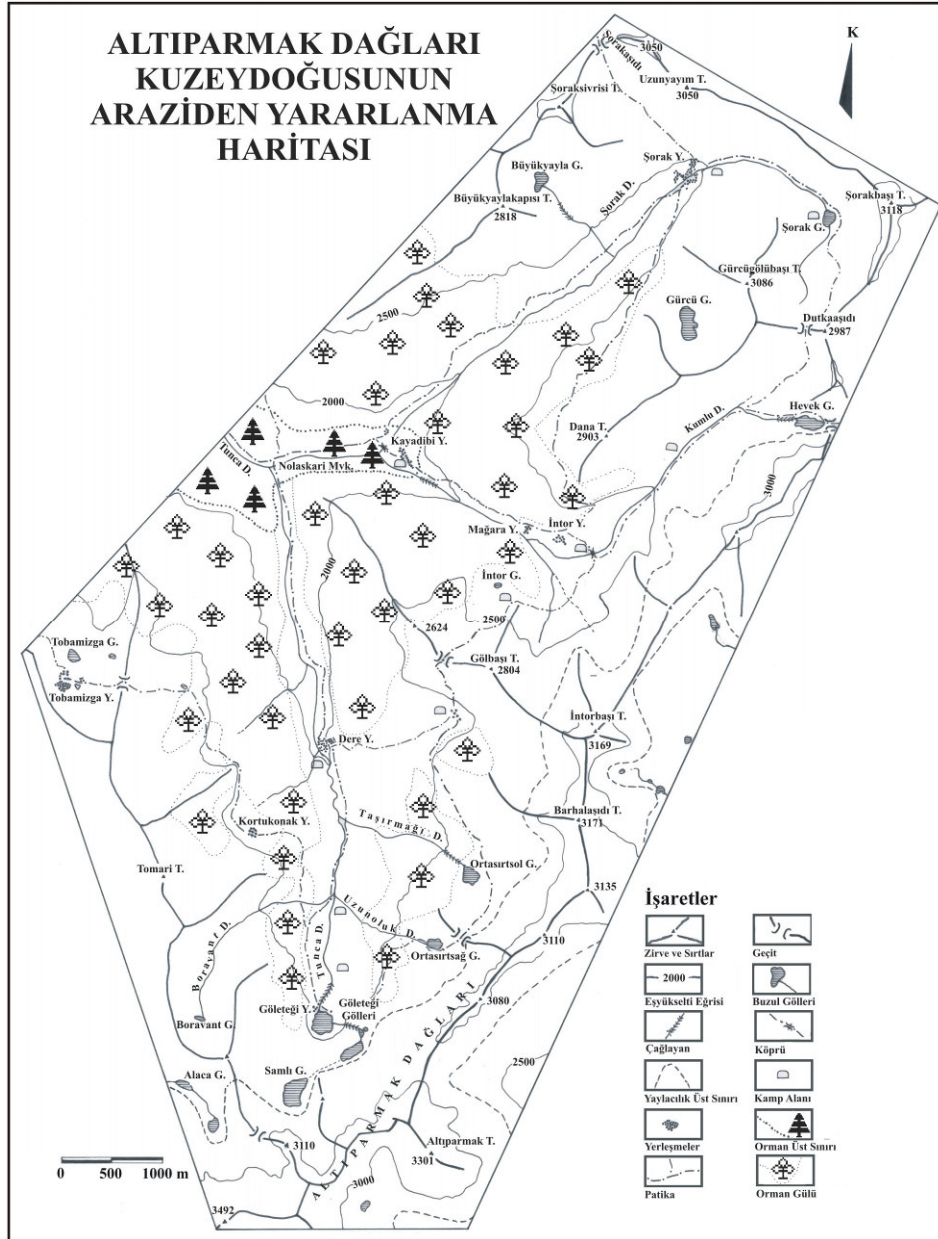 ALTIPARMAK DAĞLARI
KUZEYDOĞUSUNUN
ARAZİDEN YARARLANMA
HARİTASI
K
Şorakaşıdı
3050
Uzunyayım T.
3050
Şoraksivrisi T.
Büyükyayla G.
Şorak Y.
Büyükyaylakapısı T.
2818
Şorak D.
Şorakbaşı T.
3118
Şorak G.
Gürcügölübaşı T.
3086
Gürcü G.
2500
Dutkaaşıdı
2987
2000
Hevek G.
Kumlu D.
Dana T.
2903
Kayadibi Y.
Tunca D.
Nolaskari Mvk.
3000
Mağara Y.
İntor Y.
2000
İntor G.
2624
2500
Tobamizga G.
Gölbaşı T.
2804
Tobamizga Y.
İntorbaşı T.
3169
Dere Y.
Barhalaşıdı T.
3171
Kortukonak Y.
Taşırmağı D.
Ortasırtsol G.
Tomari T.
3135
Uzunoluk D.
Boravant D.
Tunca D.
3110
Ortasırtsağ G.
Göleteği Y.
Göleteği
Gölleri
3080
Boravant G.
2500
Alaca G.
Samlı G.
ALTIPARMAK DAĞLARI
3110
Altıparmak T.
3301
3000
3492
0 500 1000 m
İşaretler
Zirve ve Sırtlar
Geçit
2000
Eşyükselti Eğrisi
Buzul Gölleri
Çağlayan
Köprü
Yaylacılık Üst Sınırı
Kamp Alanı
Yerleşmeler
Orman Üst Sınırı
Patika
Orman Gülü